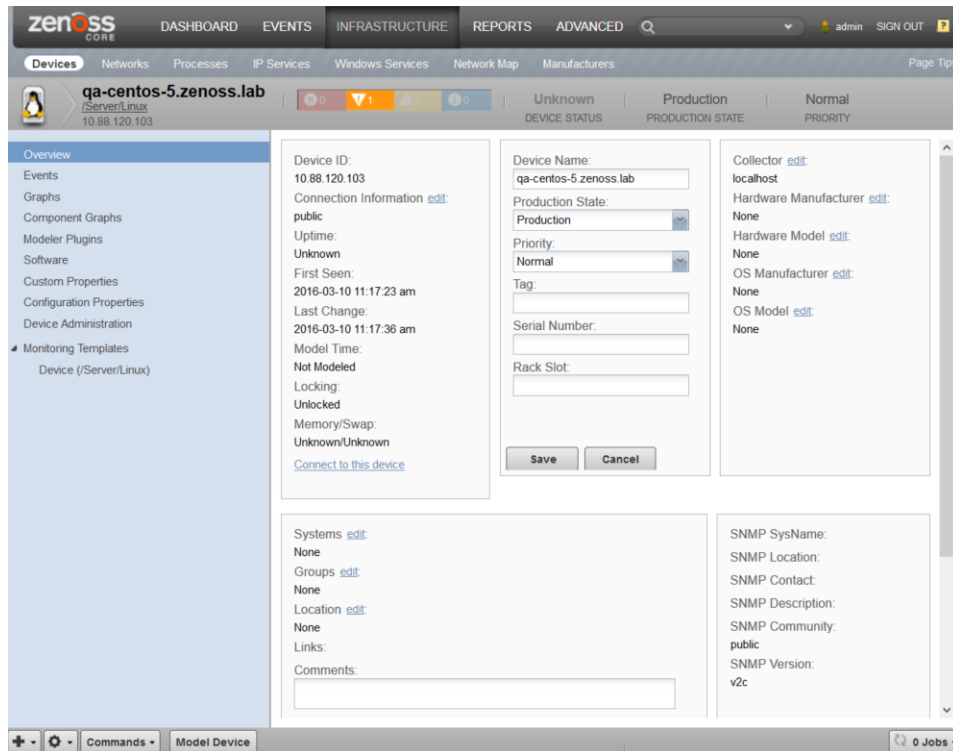 zenoss
CORE
DASHBOARD EVENTS INFRASTRUCTURE REPORTS ADVANCED admin SIGN OUT ?
Devices Networks Processes IP Services Windows Services Network Map Manufacturers Page Tips
qa-centos-5.zenoss.lab
/Server/Linux
10.88.120.103
0 1 0 0
Unknown
DEVICE STATUS
Production
PRODUCTION STATE
Normal
PRIORITY
Overview
Events
Graphs
Component Graphs
Modeler Plugins
Software
Custom Properties
Configuration Properties
Device Administration
Monitoring Templates
Device (/Server/Linux)
Device ID:
10.88.120.103
Connection Information edit:
public
Uptime:
Unknown
First Seen:
2016-03-10 11:17:23 am
Last Change:
2016-03-10 11:17:36 am
Model Time:
Not Modeled
Locking:
Unlocked
Memory/Swap:
Unknown/Unknown
Connect to this device
Device Name:
qa-centos-5.zenoss.lab
Production State:
Production
Priority:
Normal
Tag:
Serial Number:
Rack Slot:
Save Cancel
Collector edit:
localhost
Hardware Manufacturer edit:
None
Hardware Model edit:
None
OS Manufacturer edit:
None
OS Model edit:
None
Systems edit:
None
Groups edit:
None
Location edit:
None
Links:
Comments:
SNMP SysName:
SNMP Location:
SNMP Contact:
SNMP Description:
SNMP Community:
public
SNMP Version:
v2c
Commands Model Device 0 Jobs